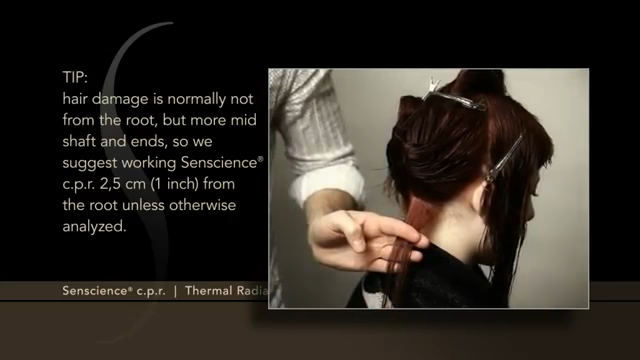 TIP:
hair damage is normally not
from the root, but more mid
shaft and ends, so we
suggest working Senscience®
c.p.r. 2,5 cm (1 inch) from
the root unless otherwise
analyzed.
Senscience® c.p.r. | Thermal Radia